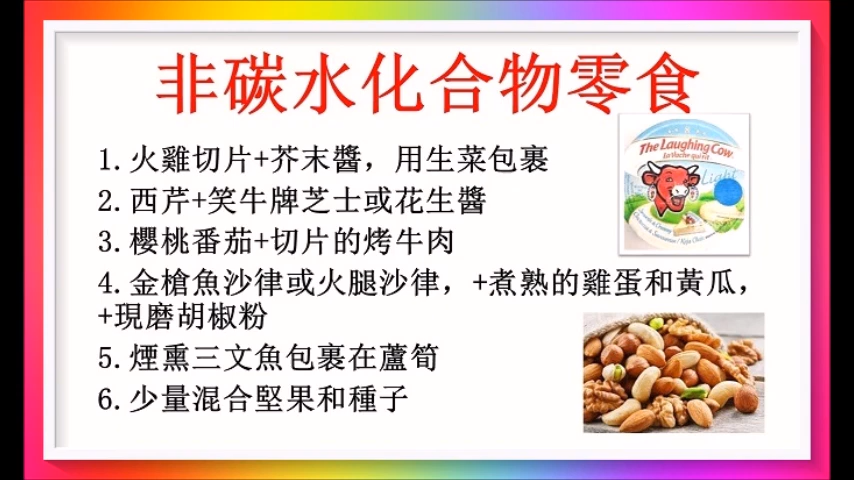 非碳水化合物零食
1.火雞切片+芥末醬，用生菜包裹
2.西芹+笑牛牌芝士或花生醬
3.櫻桃番茄+切片的烤牛肉
4.金槍魚沙律或火腿沙律，+煮熟的雞蛋和黃瓜，
+現磨胡椒粉
5.煙熏三文魚包裹在蘆筍
6.少量混合堅果和種子
The Laughing Cow
La Vache qui rit
Light